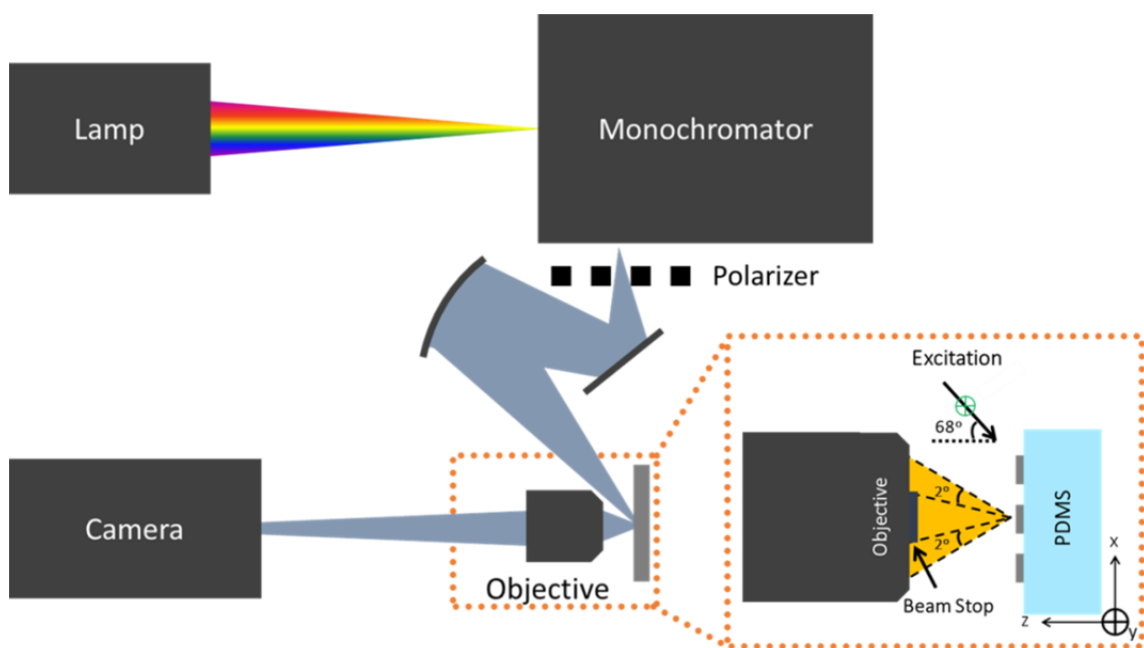 Lamp
Monochromator
Polarizer
Excitation
68°
Objective
2°
2°
PDMS
Beam Stop
x
z
y
Camera
Objective